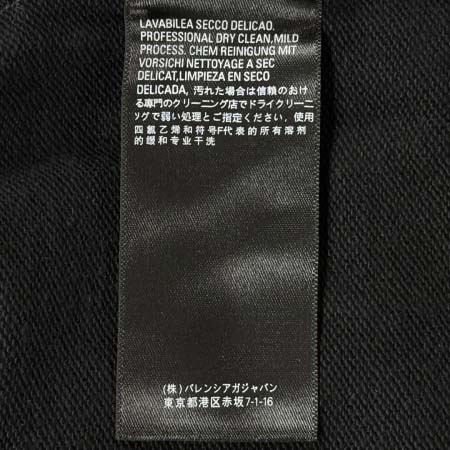 LAVABILEA SECCO DELICAO.
PROFESSIONAL DRY CLEAN,MILD
PROCESS. CHEM REINIGUNG MIT
VORSICHI NETTOYAGE A SEC
DELICAT,LIMPIEZA EN SECO
DELICADA, 汚れた場合は信頼のおけ
る専門のクリーニング店でドライクリーニ
ングで弱い処理とご指定ください, 使用
四氯乙烯和符号F代表的所有溶剂
的缓和专业干洗
(株)バレンシアガジャパン
東京都港区赤坂7-1-16